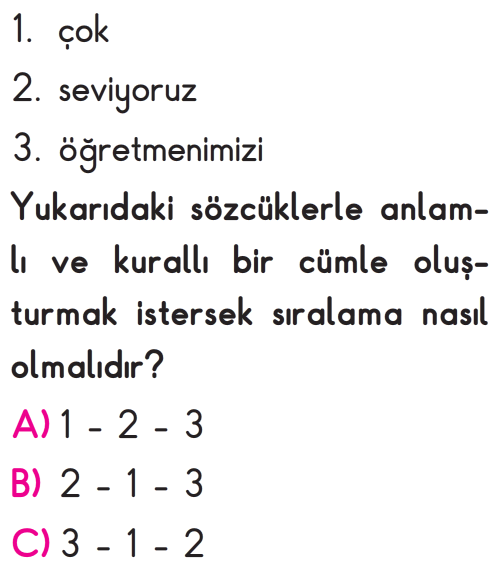 1. çok
2. seviyoruz
3. öğretmenimizi
Yukarıdaki sözcüklerle anlam-
lı ve kurallı bir cümle oluş-
turmak istersek sıralama nasıl
olmalıdır?
A) 1 - 2 - 3
B) 2 - 1 - 3
C) 3 - 1 - 2